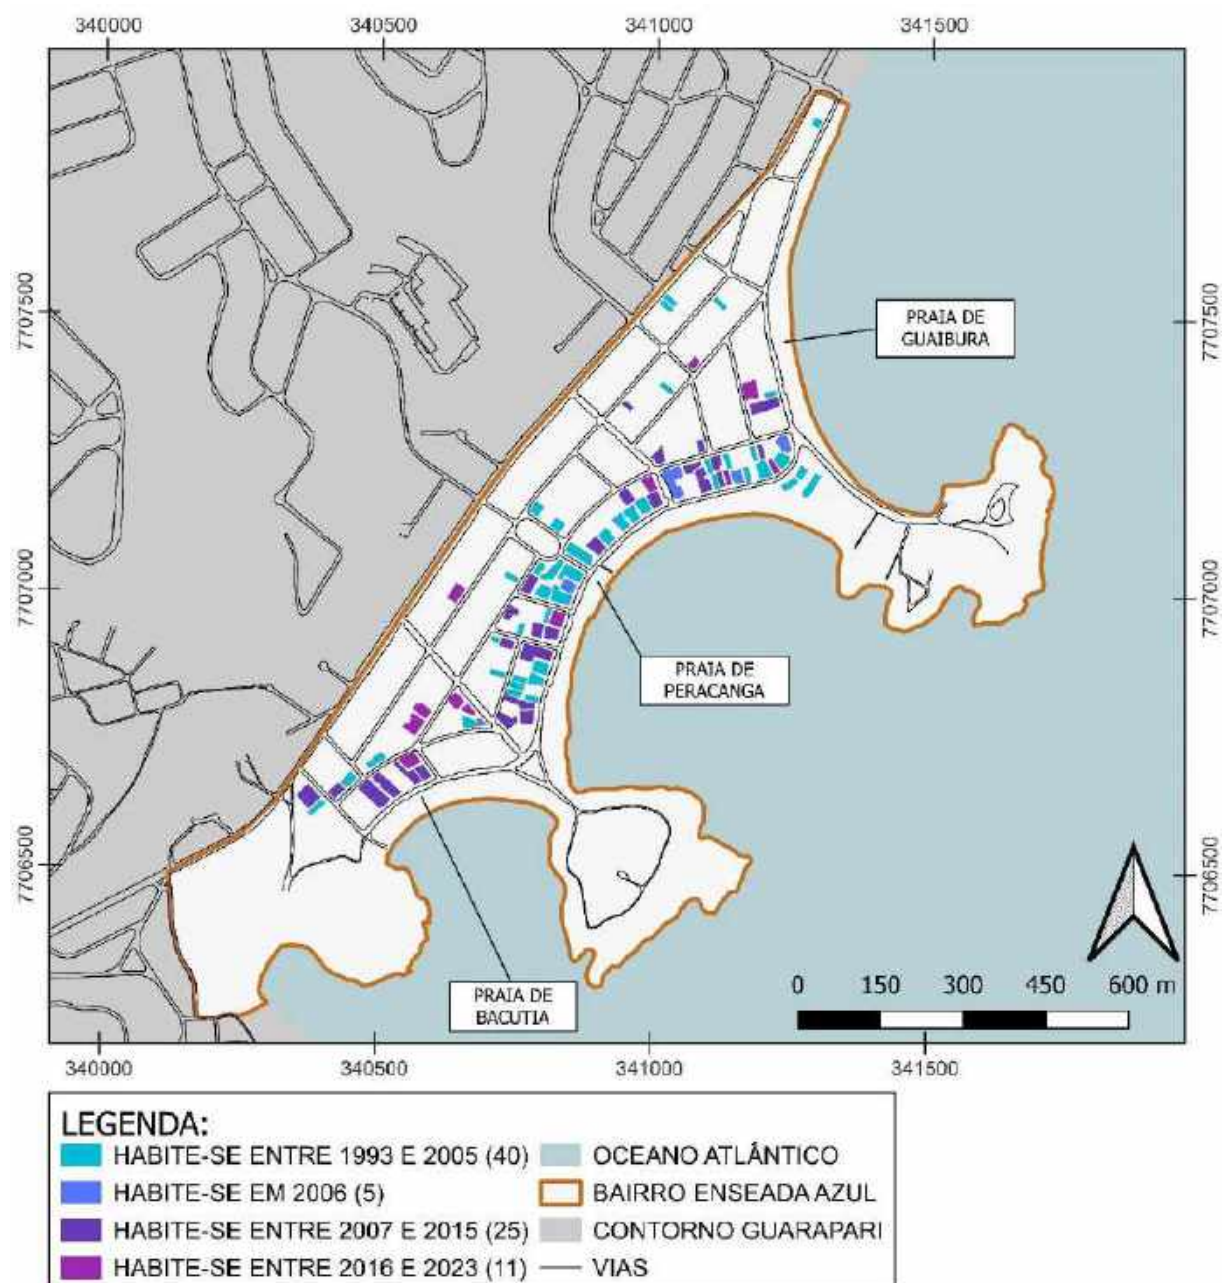 340000 340500 341000 341500
7707500
7707500
PRAIA DE
GUAIBURA
7707000
7707000
PRAIA DE
PERACANGA
7706500
7706500
PRAIA DE
BACUTIA
0 150 300 450 600 m
340000 340500 341000 341500
LEGENDA:
HABITE-SE ENTRE 1993 E 2005 (40) OCEANO ATLÂNTICO
HABITE-SE EM 2006 (5) BAIRRO ENSEADA AZUL
HABITE-SE ENTRE 2007 E 2015 (25) CONTORNO GUARAPARI
HABITE-SE ENTRE 2016 E 2023 (11) VIAS